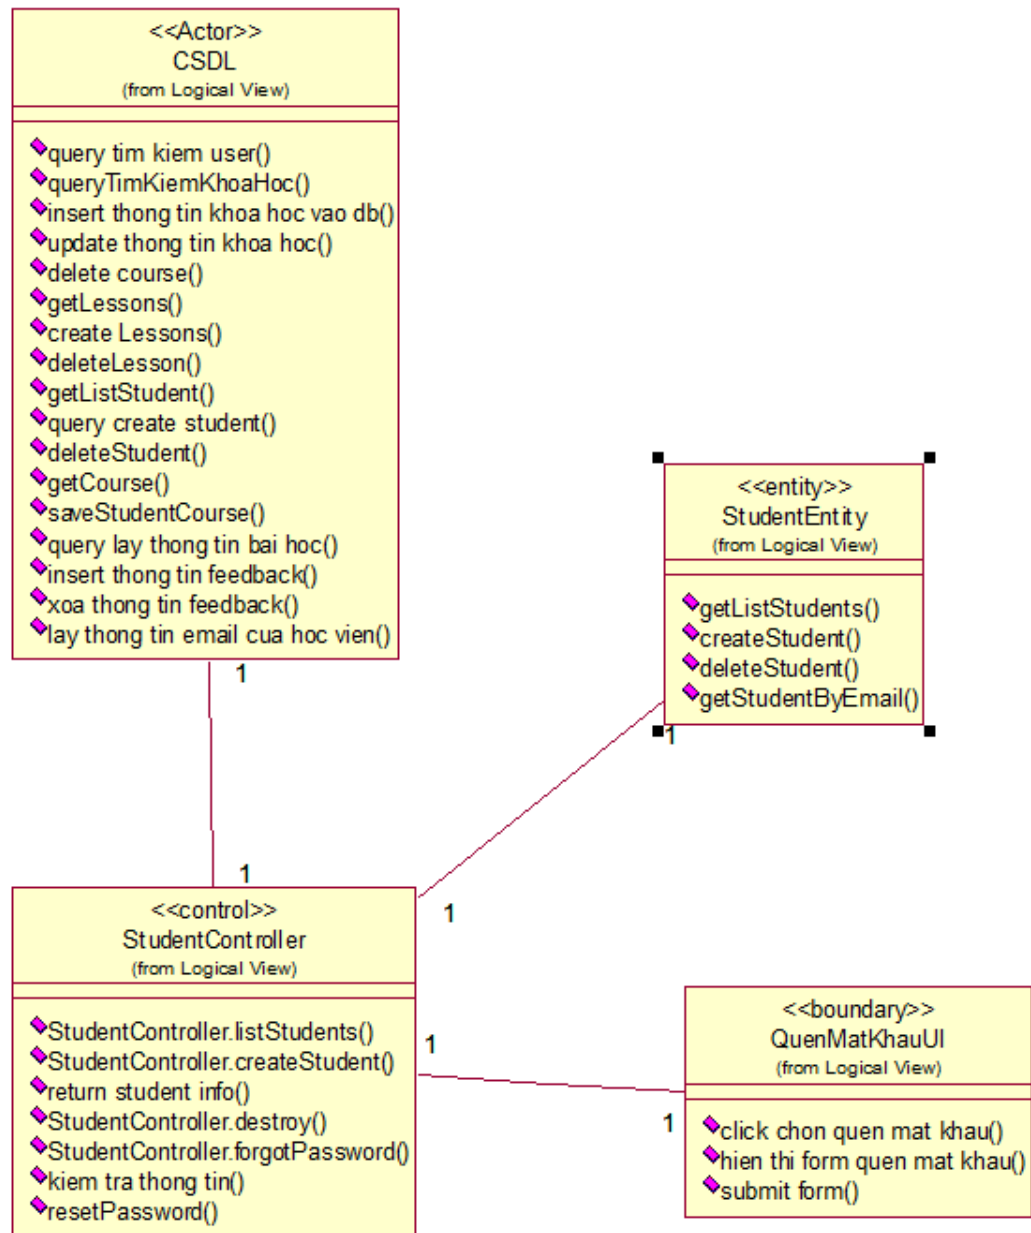 <<Actor>>
CSDL
(from Logical View)
query tim kiem user()
queryTimKiemKhoaHoc()
insert thong tin khoa hoc vao db()
update thong tin khoa hoc()
delete course()
getLessons()
create Lessons()
deleteLesson()
getListStudent()
query create student()
deleteStudent()
getCourse()
saveStudentCourse()
query lay thong tin bai hoc()
insert thong tin feedback()
xoa thong tin feedback()
lay thong tin email cua hoc vien()
1
<<entity>>
StudentEntity
(from Logical View)
getListStudents()
createStudent()
deleteStudent()
getStudentByEmail()
1
1
1
<<control>>
StudentController
(from Logical View)
StudentController.listStudents()
StudentController.createStudent()
return student info()
StudentController.destroy()
StudentController.forgotPassword()
kiem tra thong tin()
resetPassword()
1
1
<<boundary>>
QuenMatKhauUI
(from Logical View)
click chon quen mat khau()
hien thi form quen mat khau()
submit form()